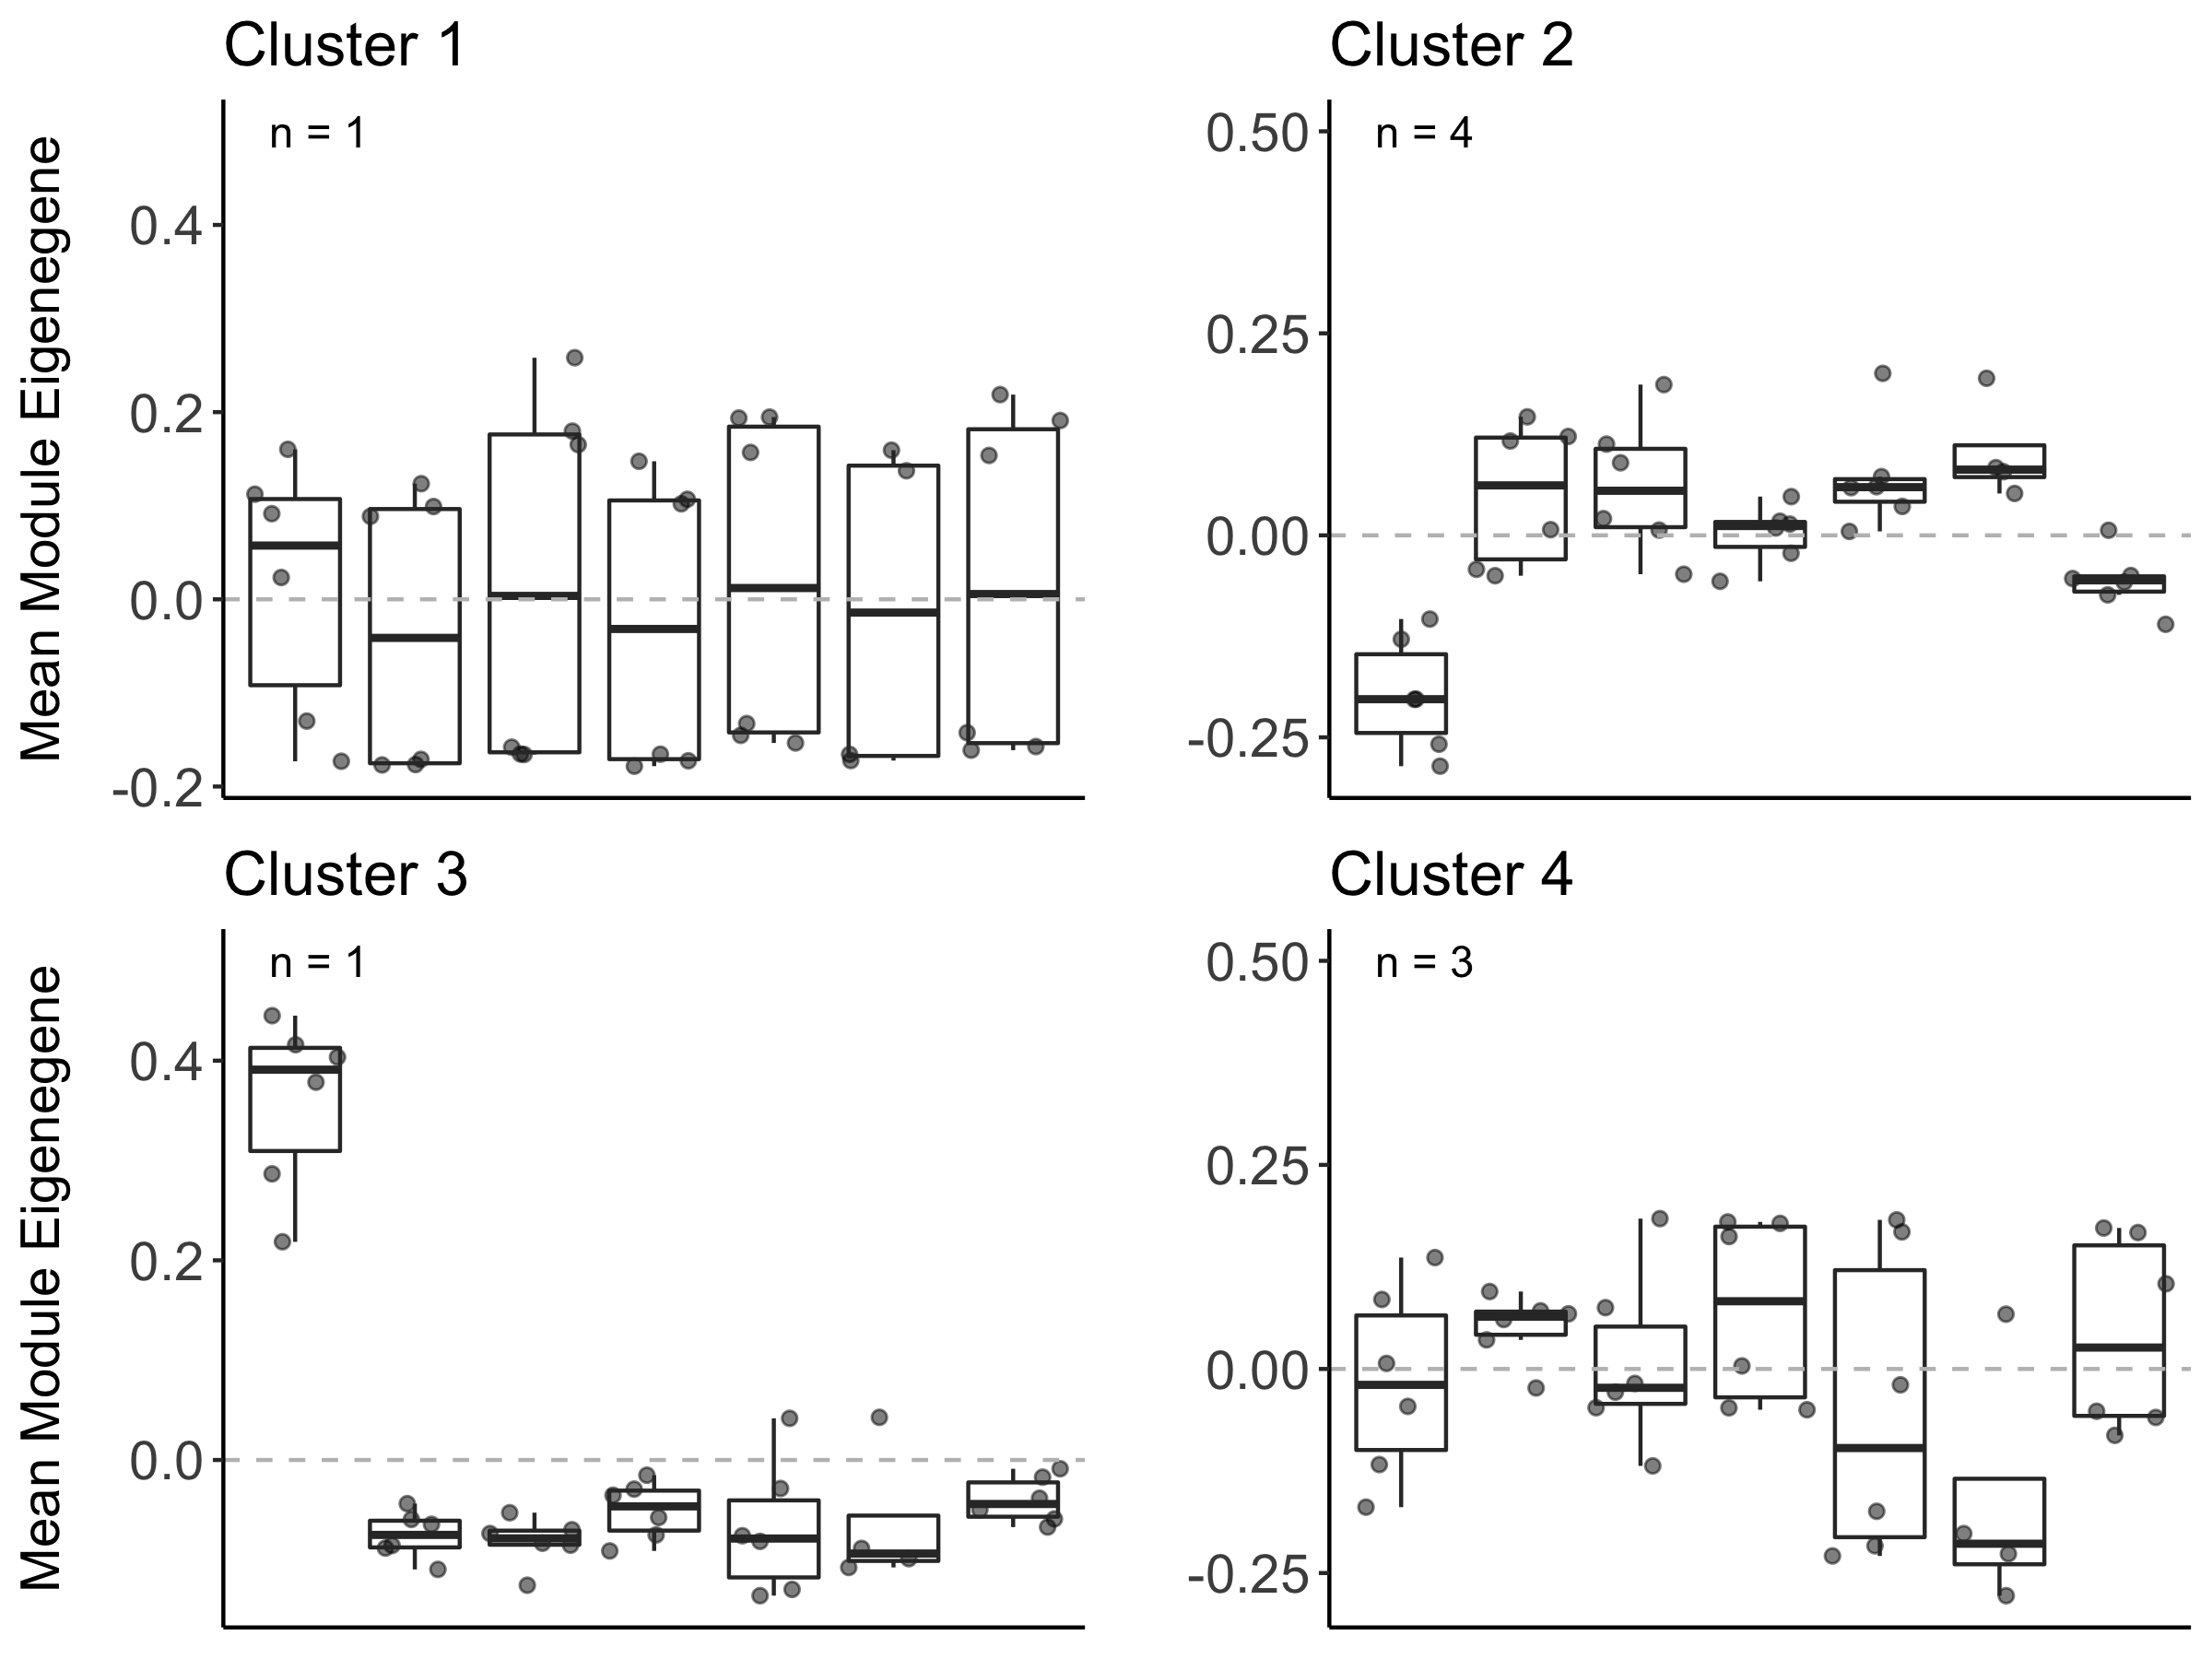 Cluster 1
n = 1
Mean Module Eigenegene
0.4
0.2
0.0
-0.2
Cluster 2
n = 4
0.50
0.25
0.00
-0.25
Cluster 3
n = 1
Mean Module Eigenegene
0.4
0.2
0.0
Cluster 4
n = 3
0.50
0.25
0.00
-0.25